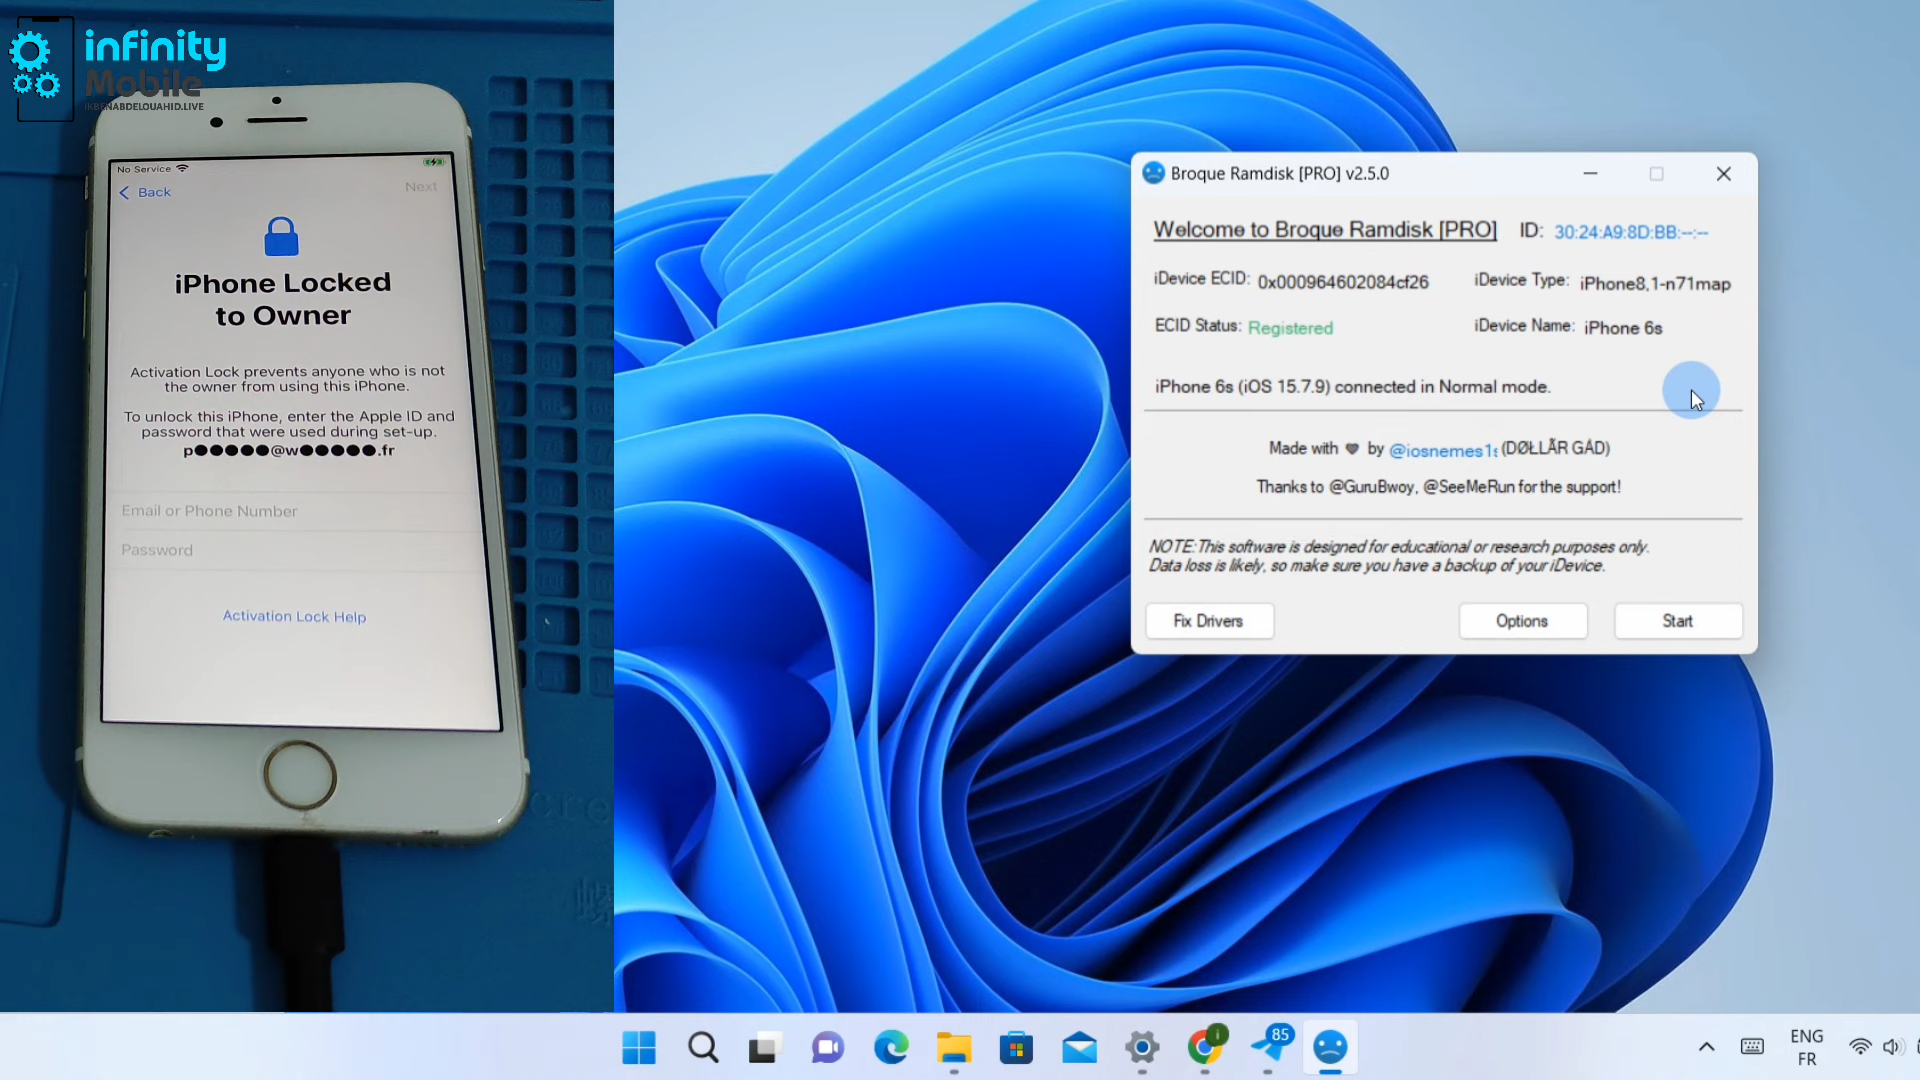 infinity
Mobile
IKBENABDELOUAHID.LIVE
No Service
Back
Next
iPhone Locked
to Owner
Activation Lock prevents anyone who is not
the owner from using this iPhone.
To unlock this iPhone, enter the Apple ID and
password that were used during set-up.
p●●●●●@w●●●●●.fr
Email or Phone Number
Password
Activation Lock Help
Broque Ramdisk [PRO] v2.5.0
Welcome to Broque Ramdisk [PRO] ID: 30:24:A9:8D:BB:--:--
iDevice ECID: 0x000964602084cf26 iDevice Type: iPhone8,1-n71map
ECID Status: Registered iDevice Name: iPhone 6s
iPhone 6s (iOS 15.7.9) connected in Normal mode.
Made with ♥ by @iosnemes1s (DØŁŁÃR GÁD)
Thanks to @GuruBwoy, @SeeMeRun for the support!
NOTE:This software is designed for educational or research purposes only.
Data loss is likely, so make sure you have a backup of your iDevice.
Fix Drivers
Options
Start
85
ENG
FR